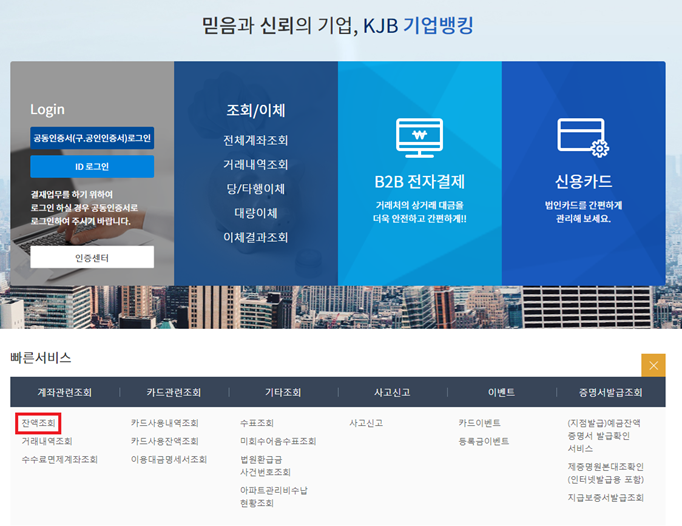 믿음과 신뢰의 기업, KJB 기업뱅킹
Login
공동인증서(구.공인인증서)로그인
ID 로그인
결재업무를 하기 위하여
로그인 하실 경우 공동인증서로
로그인하여 주시기 바랍니다.
인증센터
조회/이체
전체계좌조회
거래내역조회
당/타행이체
대량이체
이체결과조회
B2B 전자결제
거래처의 상거래 대금을
더욱 안전하고 간편하게!!
신용카드
법인카드를 간편하게
관리해 보세요.
빠른서비스
계좌관련조회
잔액조회
거래내역조회
수수료면제계좌조회
카드관련조회
카드사용내역조회
카드사용잔액조회
이용대금명세서조회
기타조회
수표조회
미회수어음수표조회
법원환급금
사건번호조회
아파트관리비수납
현황조회
사고신고
사고신고
이벤트
카드이벤트
등록금이벤트
증명서발급조회
(지점발급)예금잔액
증명서 발급확인
서비스
제증명원본대조확인
(인터넷발급용 포함)
지급보증서발급조회